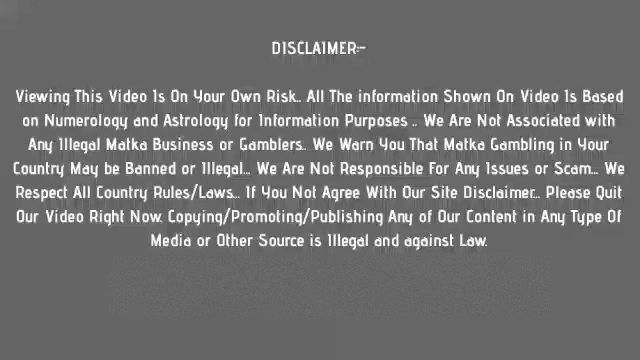 DISCLAIMER:-
Viewing This Video Is On Your Own Risk.. All The information Shown On Video Is Based
on Numerology and Astrology for Information Purposes .. We Are Not Associated with
Any Illegal Matka Business or Gamblers.. We Warn You That Matka Gambling in Your
Country May be Banned or Illegal... We Are Not Responsible For Any Issues or Scam... We
Respect All Country Rules/Laws... If You Not Agree With Our Site Disclaimer... Please Quit
Our Video Right Now. Copying/Promoting/Publishing Any of Our Content in Any Type Of
Media or Other Source is Illegal and against Law.